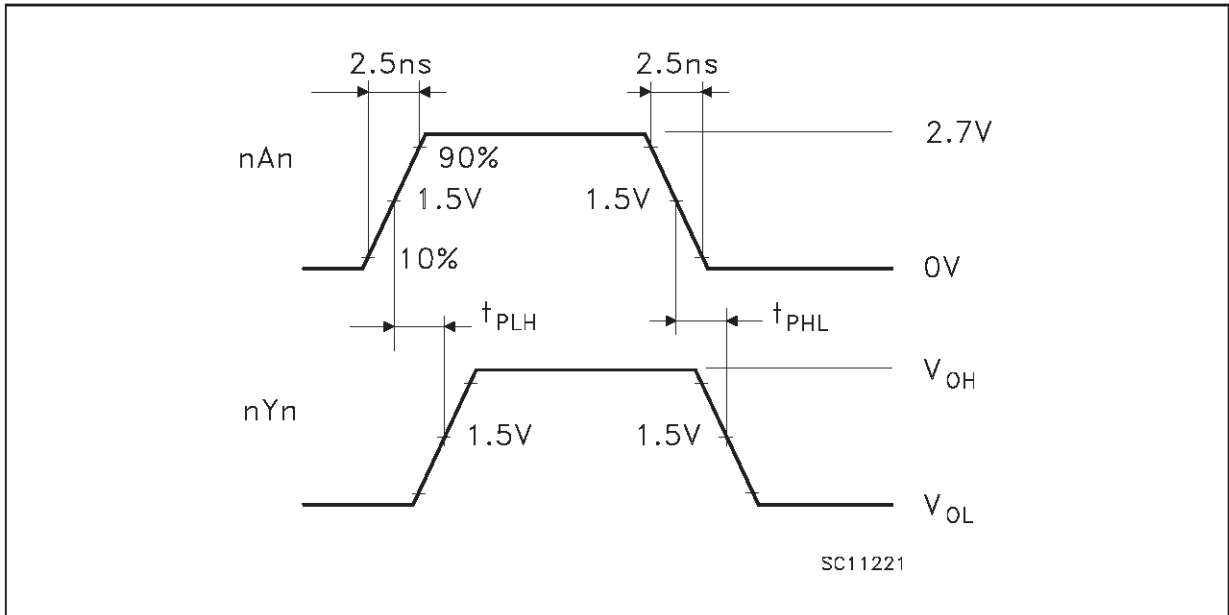 2.5ns 2.5ns
2.7V
nAn
90%
1.5V 1.5V
10%
0V
tPLH tPHL
VOH
nYn
1.5V 1.5V
VOL
SC11221